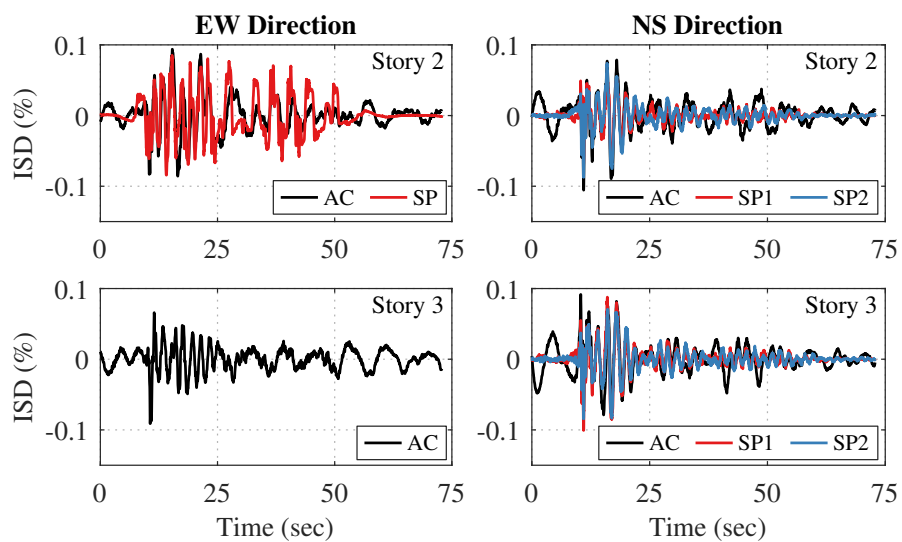 EW Direction
NS Direction
ISD (%)
0.1
0
-0.1
Story 2
AC SP
0 25 50 75
0.1
0
-0.1
Story 2
AC SP1 SP2
0 25 50 75
ISD (%)
0.1
0
-0.1
Story 3
AC
0 25 50 75
Time (sec)
0.1
0
-0.1
Story 3
AC SP1 SP2
0 25 50 75
Time (sec)